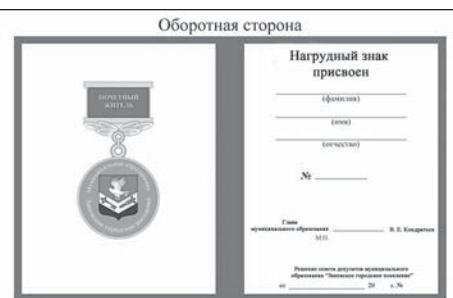 Оборотная сторона
ПОЧЕТНЫЙ
ЖИТЕЛЬ
Нагрудный знак
присвоен
(фамилия)
(имя)
(отчество)
№
Глава
муниципального образования В. Е. Кондратьев
М.П.
Решение совета депутатов муниципального
образования "Заневское городское поселение"
от 20 г. №